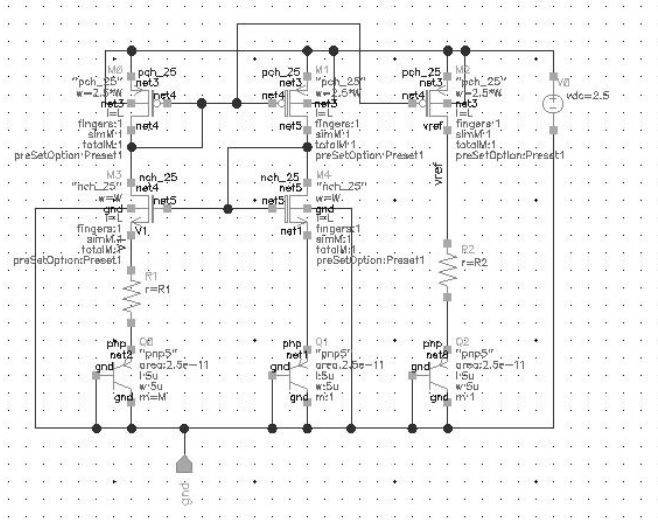 M0
pch_25
net3
"pch_25"
w=2.5*W
net4
net3
l=L
fingers:1
simM:1
totalM:1
preSetOption:Preset1
net4
M1
pch_25
net3
"pch_25"
w=2.5*W
net4
net3
l=L
fingers:1
simM:1
totalM:1
preSetOption:Preset1
net5
M2
pch_25
net3
"pch_25"
w=2.5*W
net4
net3
l=L
fingers:1
simM:1
totalM:1
preSetOption:Preset1
vref
V0
vdc=2.5
M3
nch_25
net4
"nch_25"
w=W
net5
gnd
l=L
fingers:1
simM:1
totalM:1
preSetOption:Preset1
V1
M4
nch_25
net5
"nch_25"
w=W
net5
gnd
l=L
fingers:1
simM:1
totalM:1
preSetOption:Preset1
net1
vref
R1
r=R1
R2
r=R2
Q0
pnp
net2
"pnp5"
area:2.5e-11
gnd
l:5u
w:5u
gnd
m=M
Q1
pnp
net1
"pnp5"
area:2.5e-11
gnd
l:5u
w:5u
gnd
m:1
Q2
pnp
"pnp5"
area:2.5e-11
gnd
l:5u
w:5u
gnd
m:1
gnd